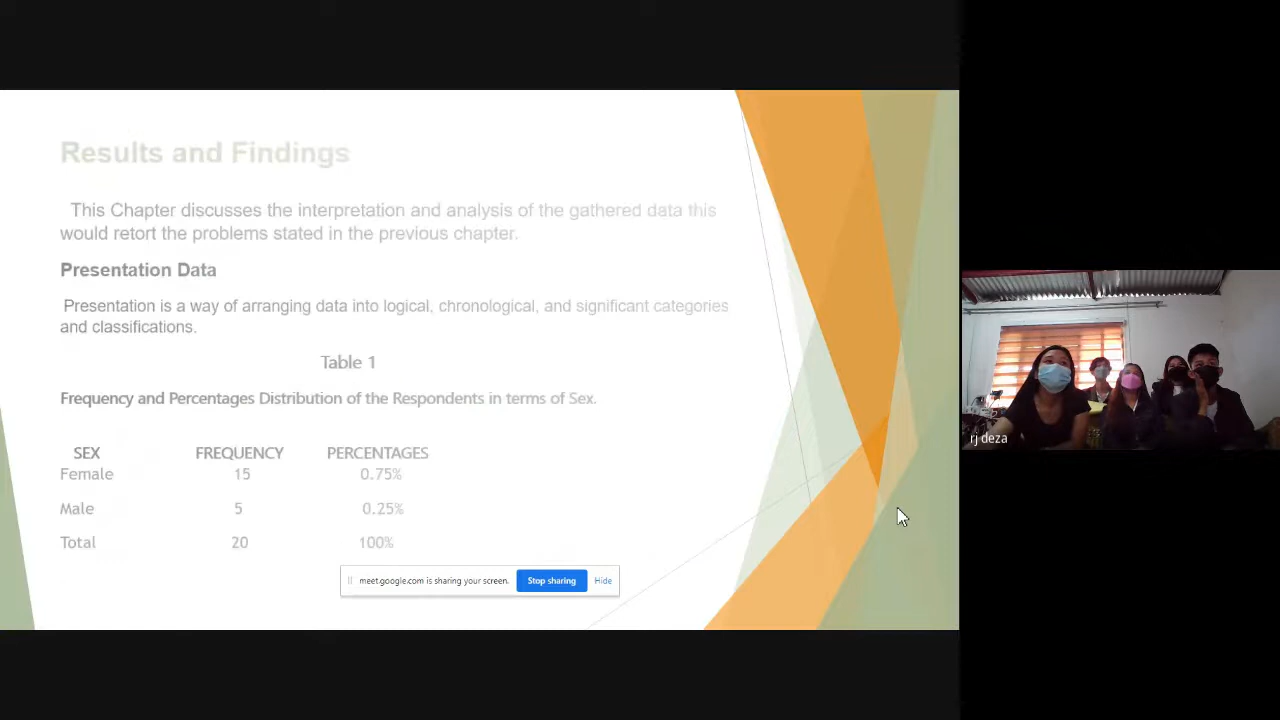 Results and Findings
This Chapter discusses the interpretation and analysis of the gathered data this
would retort the problems stated in the previous chapter.
Presentation Data
Presentation is a way of arranging data into logical, chronological, and significant categories
and classifications.
Table 1
Frequency and Percentages Distribution of the Respondents in terms of Sex.
SEX FREQUENCY PERCENTAGES
Female 15 0.75%
Male 5 0.25%
Total 20 100%
meet.google.com is sharing your screen. Stop sharing Hide
rj deza